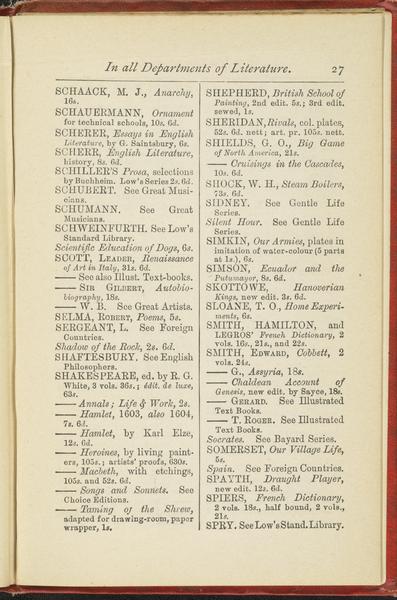 In all Departments of Literature. 27
SCHAACK, M. J., Anarchy,
16s.
SCHAUERMANN, Ornament
for technical schools, 10s. 6d.
SCHERER, Essays in English
Literature, by G. Saintsbury, 6s.
SCHERR, English Literature,
history, 8s. 6d.
SCHILLER'S Prosa, selections
by Buchheim. Low's Series 2s. 6d.
SCHUBERT. See Great Musi-
cians.
SCHUMANN. See Great
Musicians.
SCHWEINFURTH. See Low's
Standard Library.
Scientific Education of Dogs, 6s.
SCOTT, LEADER, Renaissance
of Art in Italy, 31s. 6d.
—— See also Illust. Text-books.
—— SIR GILBERT, Autobio-
biography, 18s.
—— W. B. See Great Artists.
SELMA, ROBERT, Poems, 5s.
SERGEANT, L. See Foreign
Countries.
Shadow of the Rock, 2s. 6d.
SHAFTESBURY. See English
Philosophers.
SHAKESPEARE, ed. by R. G.
White, 3 vols. 36s.; édit. de luxe,
63s.
—— Annals; Life & Work, 2s.
—— Hamlet, 1603, also 1604,
7s. 6d.
—— Hamlet, by Karl Elze,
12s. 6d.
—— Heroines, by living paint-
ers, 105s.; artists' proofs, 630s.
—— Macbeth, with etchings,
105s. and 52s. 6d.
—— Songs and Sonnets. See
Choice Editions.
—— Taming of the Shrew,
adapted for drawing-room, paper
wrapper, 1s.
SHEPHERD, British School of
Painting, 2nd edit. 5s.; 3rd edit.
sewed, 1s.
SHERIDAN, Rivals, col. plates,
52s. 6d. nett; art. pr. 105s. nett.
SHIELDS, G. O., Big Game
of North America, 21s.
—— Cruisings in the Cascades,
10s. 6d.
SHOCK, W. H., Steam Boilers,
73s. 6d.
SIDNEY. See Gentle Life
Series.
Silent Hour. See Gentle Life
Series.
SIMKIN, Our Armies, plates in
imitation of water-colour (5 parts
at 1s.), 6s.
SIMSON, Ecuador and the
Putumayor, 8s. 6d.
SKOTTOWE, Hanoverian
Kings, new edit. 3s. 6d.
SLOANE, T. O., Home Experi-
ments, 6s.
SMITH, HAMILTON, and
LEGROS' French Dictionary, 2
vols. 16s., 21s., and 22s.
SMITH, EDWARD, Cobbett, 2
vols. 24s.
—— G., Assyria, 18s.
—— Chaldean Account of
Genesis, new edit. by Sayce, 18s.
—— GERARD. See Illustrated
Text Books.
—— T. ROGER. See Illustrated
Text Books.
Socrates. See Bayard Series.
SOMERSET, Our Village Life,
5s.
Spain. See Foreign Countries.
SPAYTH, Draught Player,
new edit. 12s. 6d.
SPIERS, French Dictionary,
2 vols. 18s., half bound, 2 vols.,
21s.
SPRY. See Low's Stand. Library.